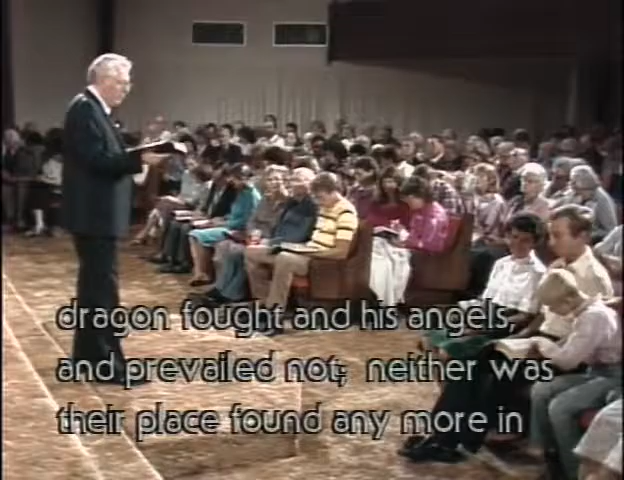 dragon fought and his angels,
and prevailed not; neither was
their place found any more in